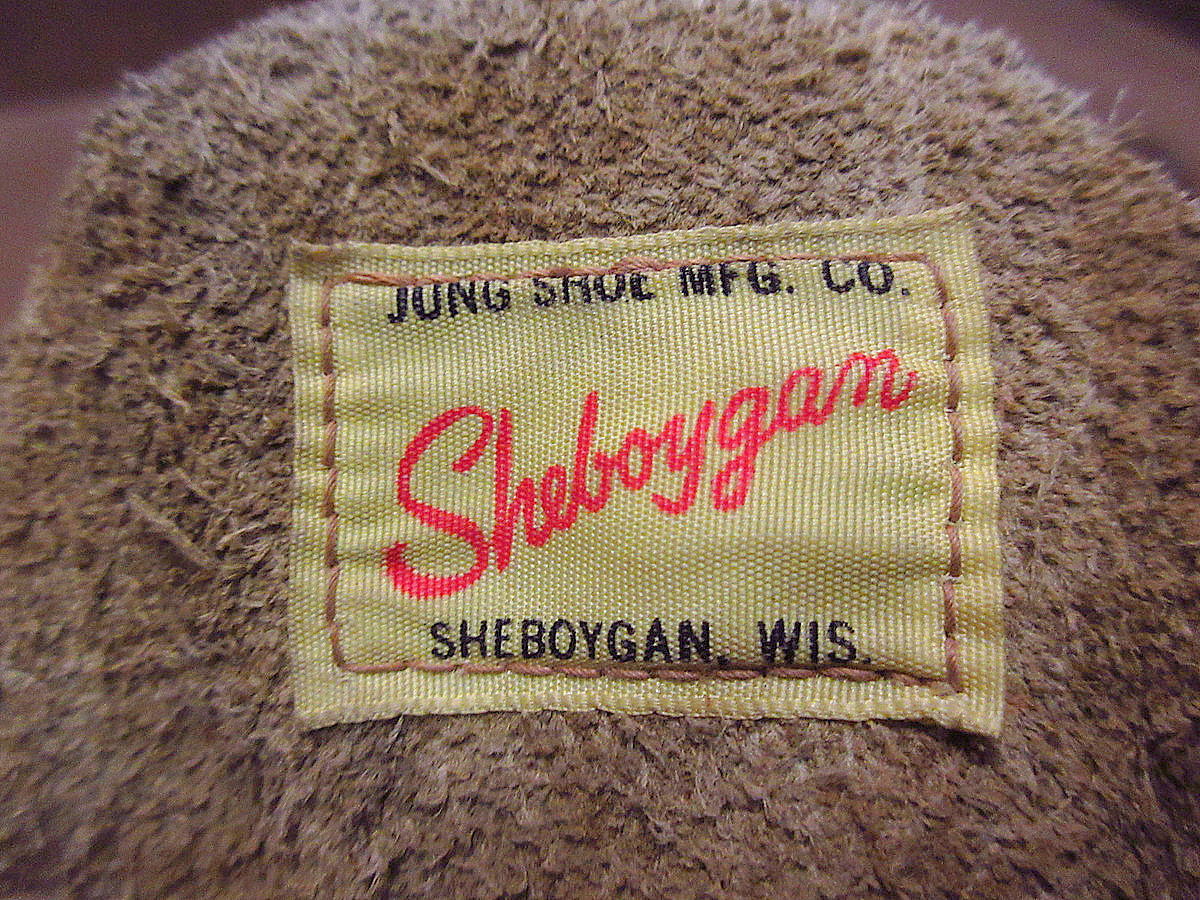 JUNG SHOE MFG. CO.
Sheboygan
SHEBOYGAN, WIS.